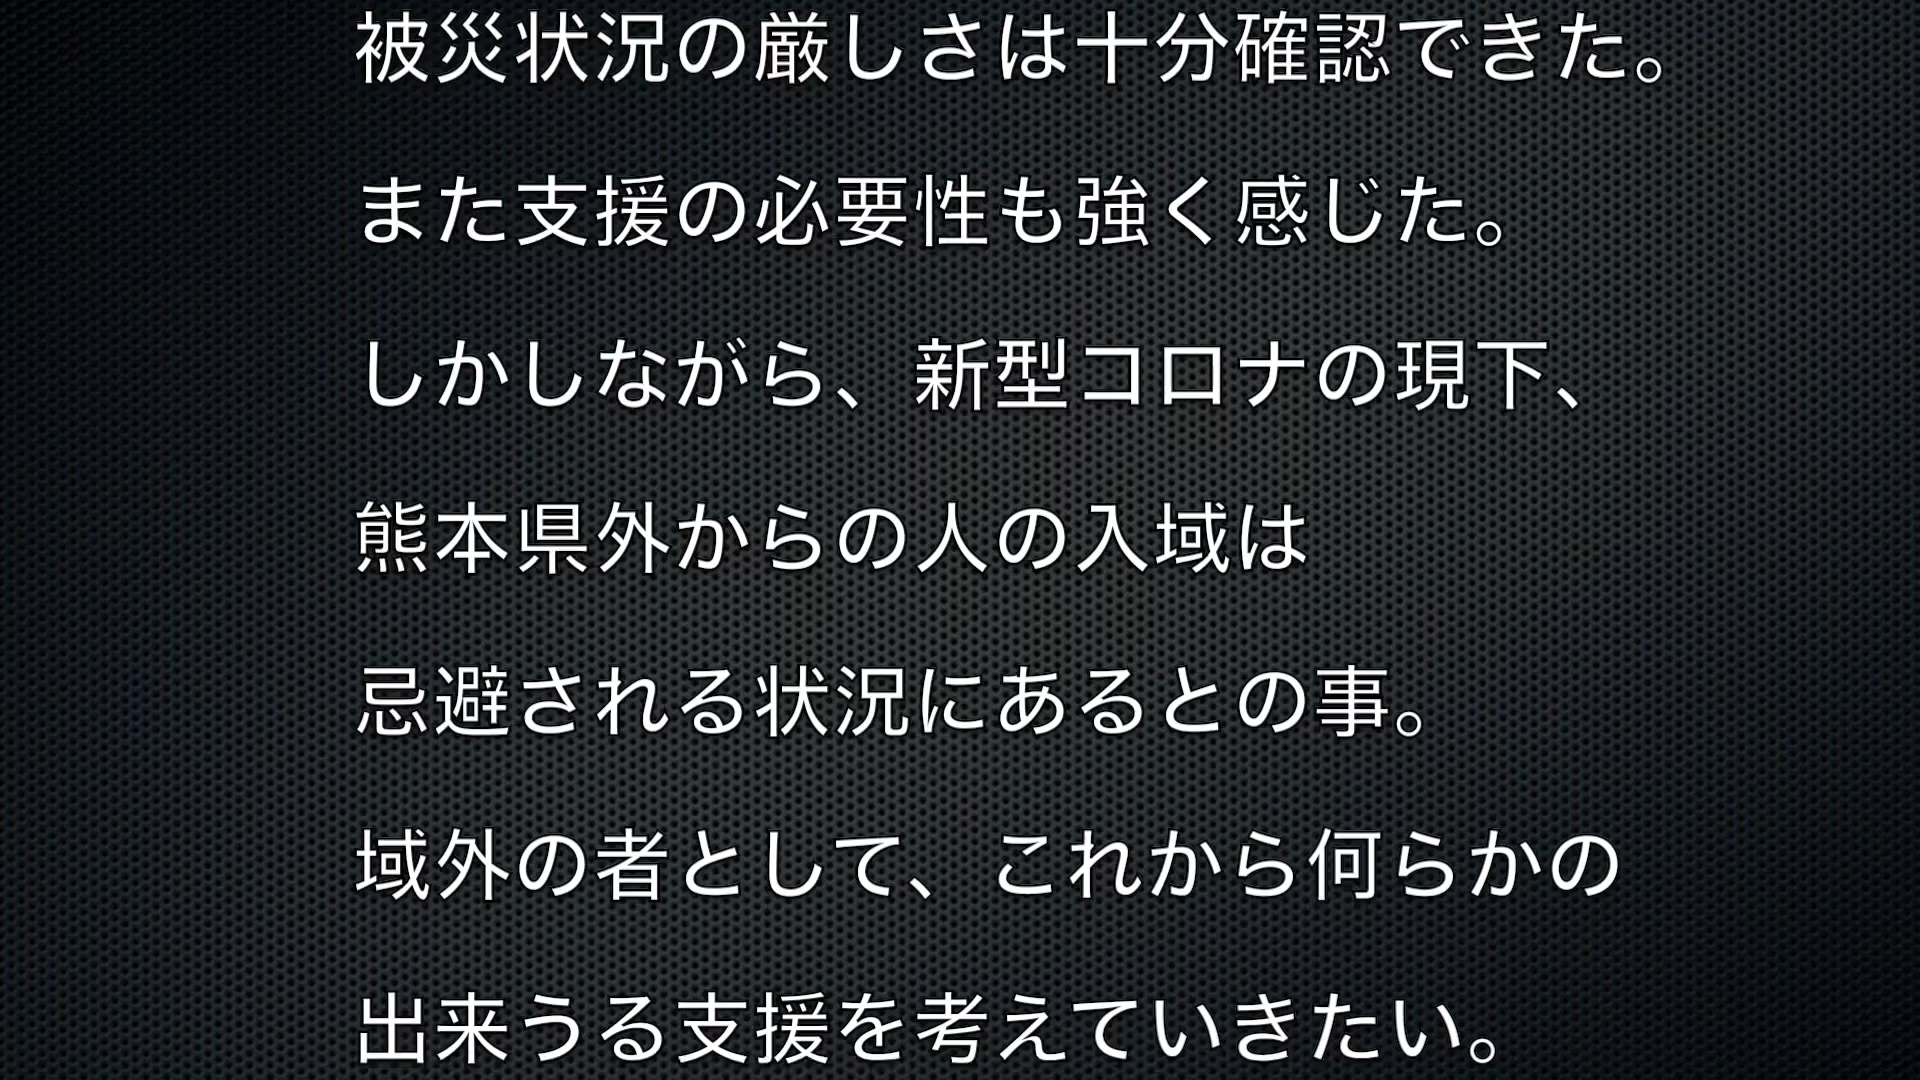 被災状況の厳しさは十分確認できた。
また支援の必要性も強く感じた。
しかしながら、新型コロナの現下、
熊本県外からの人の入域は
忌避される状況にあるとの事。
域外の者として、これから何らかの
出来うる支援を考えていきたい。